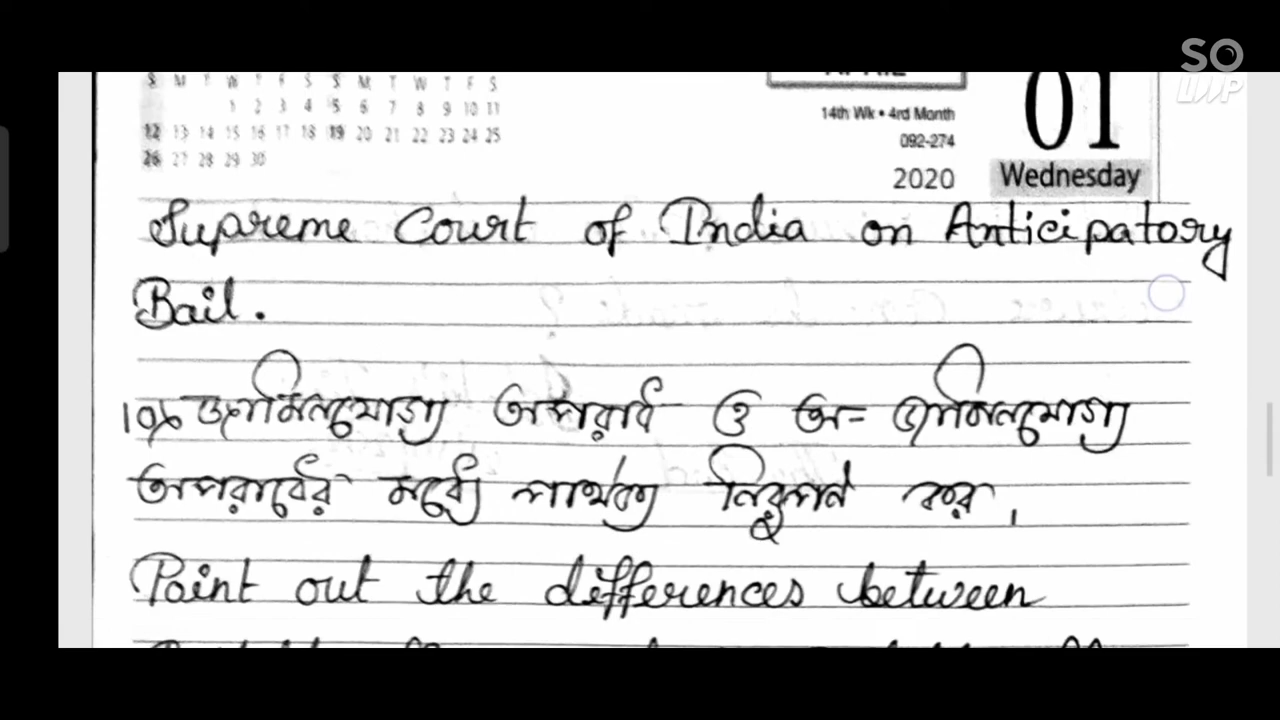 SO
LMP
S M T W T F S S M T W T F S
1 2 3 4 5 6 7 8 9 10 11
12 13 14 15 16 17 18 19 20 21 22 23 24 25
26 27 28 29 30
14th Wk • 4rd Month
092-274
2020
01
Wednesday
Supreme Court of India on Anticipatory
Bail.
১০৮ জামিনযোগ্য অপরাধ ও অ-জামিনযোগ্য
অপরাধের মধ্যে পার্থক্য নিরুপন কর।
Point out the differences between